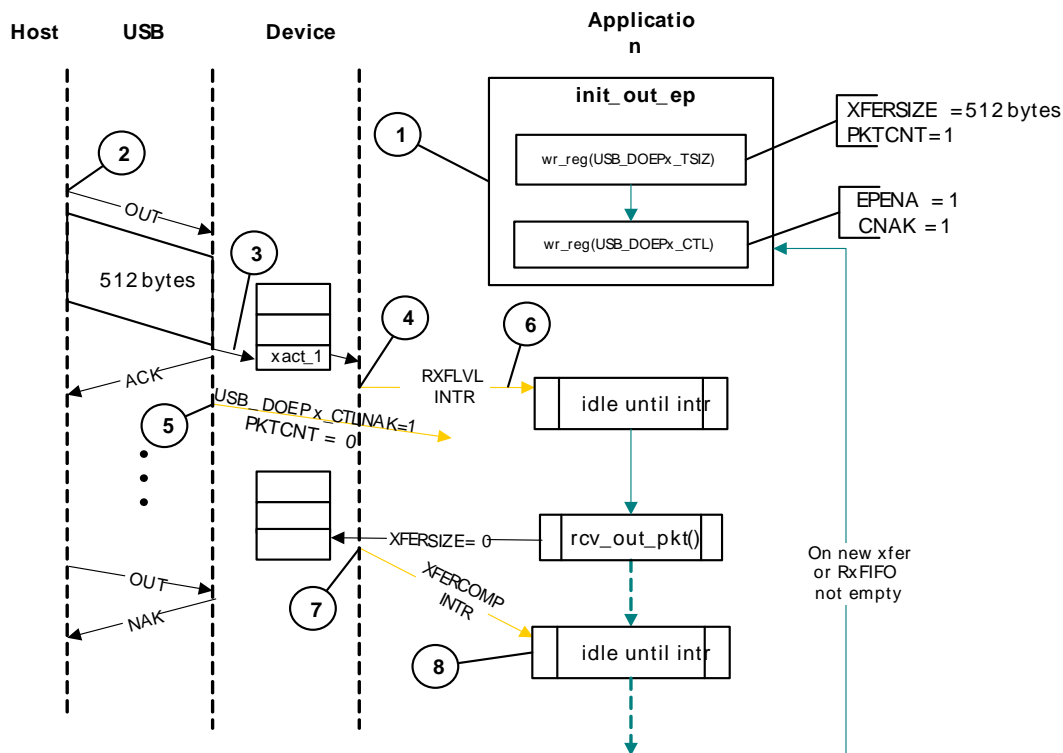 Host
USB
Device
Applicatio
n
init_out_ep
1
wr_reg(USB_DOEPx_TSIZ)
XFERSIZE =512 bytes
PKTCNT=1
wr_reg(USB_DOEPx_CTL)
EPENA = 1
CNAK = 1
2
OUT
512 bytes
3
xact_1
4
6
ACK
RXFLVL
INTR
idle until intr
5
USB_DOEPx_CTLNAK=1
PKTCNT = 0
XFERSIZE= 0
rcv_out_pkt()
On new xfer
or RxFIFO
not empty
OUT
NAK
7
XFERCOMP
INTR
8
idle until intr